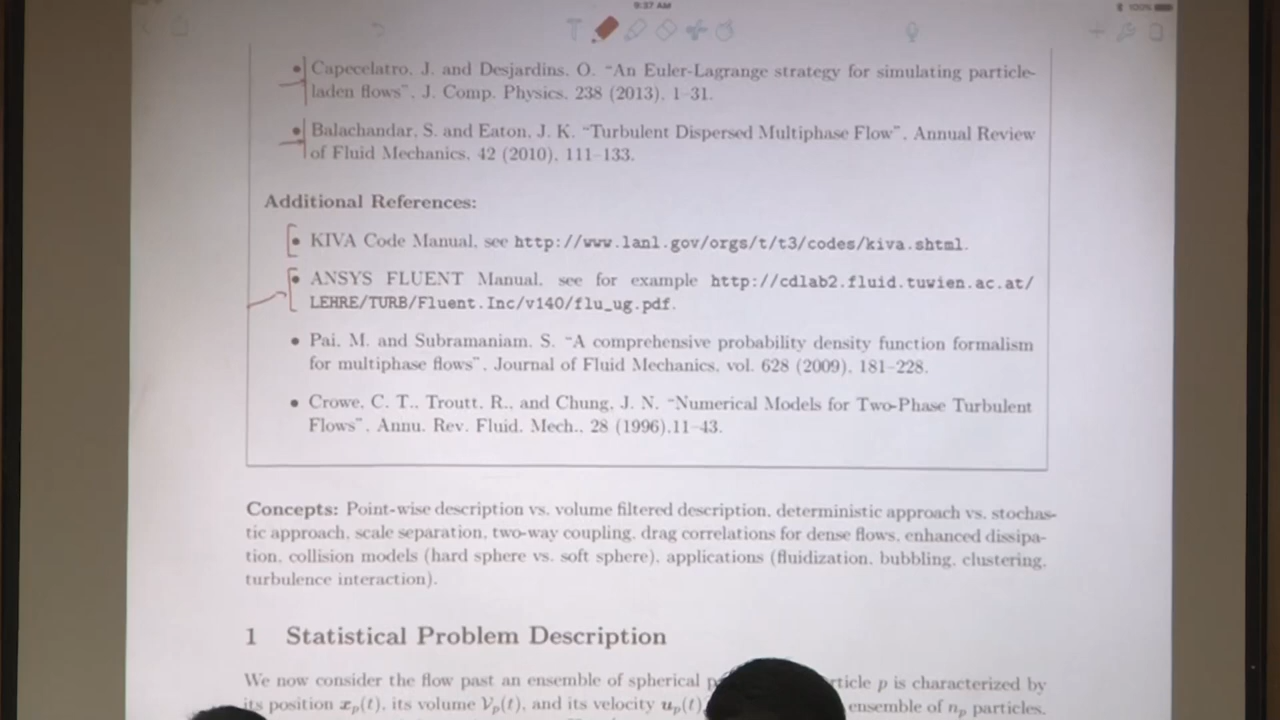 9:37 AM
100%
T
• Capecelatro, J. and Desjardins, O. “An Euler-Lagrange strategy for simulating particle-
laden flows”, J. Comp. Physics, 238 (2013), 1–31.
• Balachandar, S. and Eaton, J. K. “Turbulent Dispersed Multiphase Flow”, Annual Review
of Fluid Mechanics, 42 (2010), 111–133.
Additional References:
• KIVA Code Manual, see http://www.lanl.gov/orgs/t/t3/codes/kiva.shtml.
• ANSYS FLUENT Manual, see for example http://cdlab2.fluid.tuwien.ac.at/
LEHRE/TURB/Fluent.Inc/v140/flu_ug.pdf.
• Pai, M. and Subramaniam, S. “A comprehensive probability density function formalism
for multiphase flows”, Journal of Fluid Mechanics, vol. 628 (2009), 181–228.
• Crowe, C. T., Troutt, R., and Chung, J. N. “Numerical Models for Two-Phase Turbulent
Flows”, Annu. Rev. Fluid. Mech., 28 (1996),11–43.
Concepts: Point-wise description vs. volume filtered description, deterministic approach vs. stochas-
tic approach, scale separation, two-way coupling, drag correlations for dense flows, enhanced dissipa-
tion, collision models (hard sphere vs. soft sphere), applications (fluidization, bubbling, clustering,
turbulence interaction).
1 Statistical Problem Description
We now consider the flow past an ensemble of spherical p is characterized by
its position xp(t), its volume Vp(t), and its velocity up(t) ensemble of np particles.